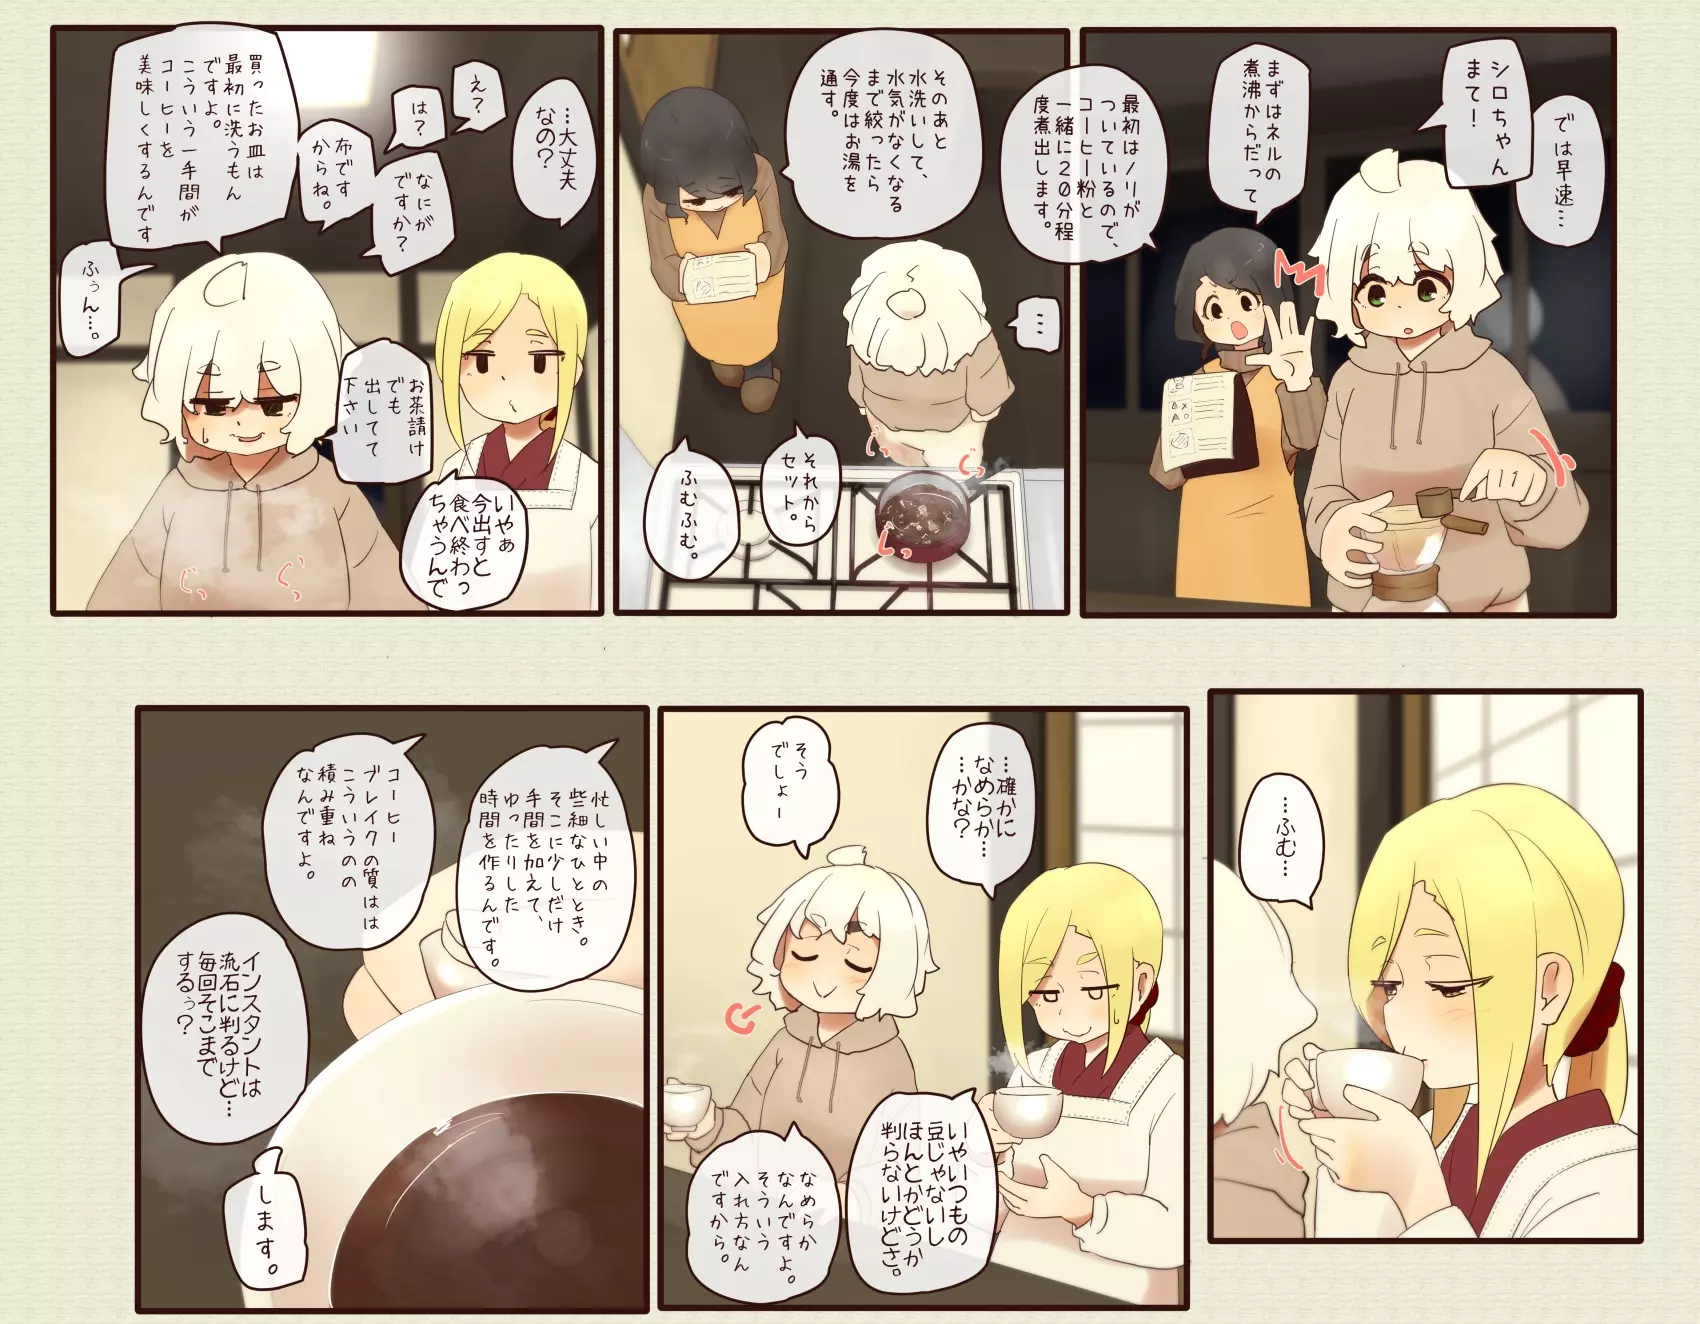 では早速…
シロちゃん
まて！
まずはネルの
煮沸からだって
最初はノリが
ついているので、
コーヒー粉と
一緒に20分程
度煮出します。
そのあと
水洗いして、
水気がなくなる
まで絞ったら
今度はお湯を
通す。
…
それから
セット。
ふむふむ。
…大丈夫
なの？
え？
は？
なにが
ですか？
布です
からね。
買ったお皿は
最初に洗うもん
ですよ。
こういう一手間が
コーヒーを
美味しくするんです
ふぅん…。
お茶請け
でも
出してて
下さい
いやぁ
今出すと
食べ終わっ
ちゃうんで
…ふむ…
…確かに
なめらか…
…かな？
そう
でしょー
いやいつもの
豆じゃないし
ほんとかどうか
判らないけどさ。
なめらか
なんですよ。
そういう
入れ方なん
ですから。
忙しい中の
些細なひととき。
そこに少しだけ
手間を加えて、
ゆったりした
時間を作るんです。
コーヒー
ブレイクの質はは
こういうのの
積み重ね
なんですよ。
インスタントは
流石に判るけど…
毎回そこまで
するぅ？
します。